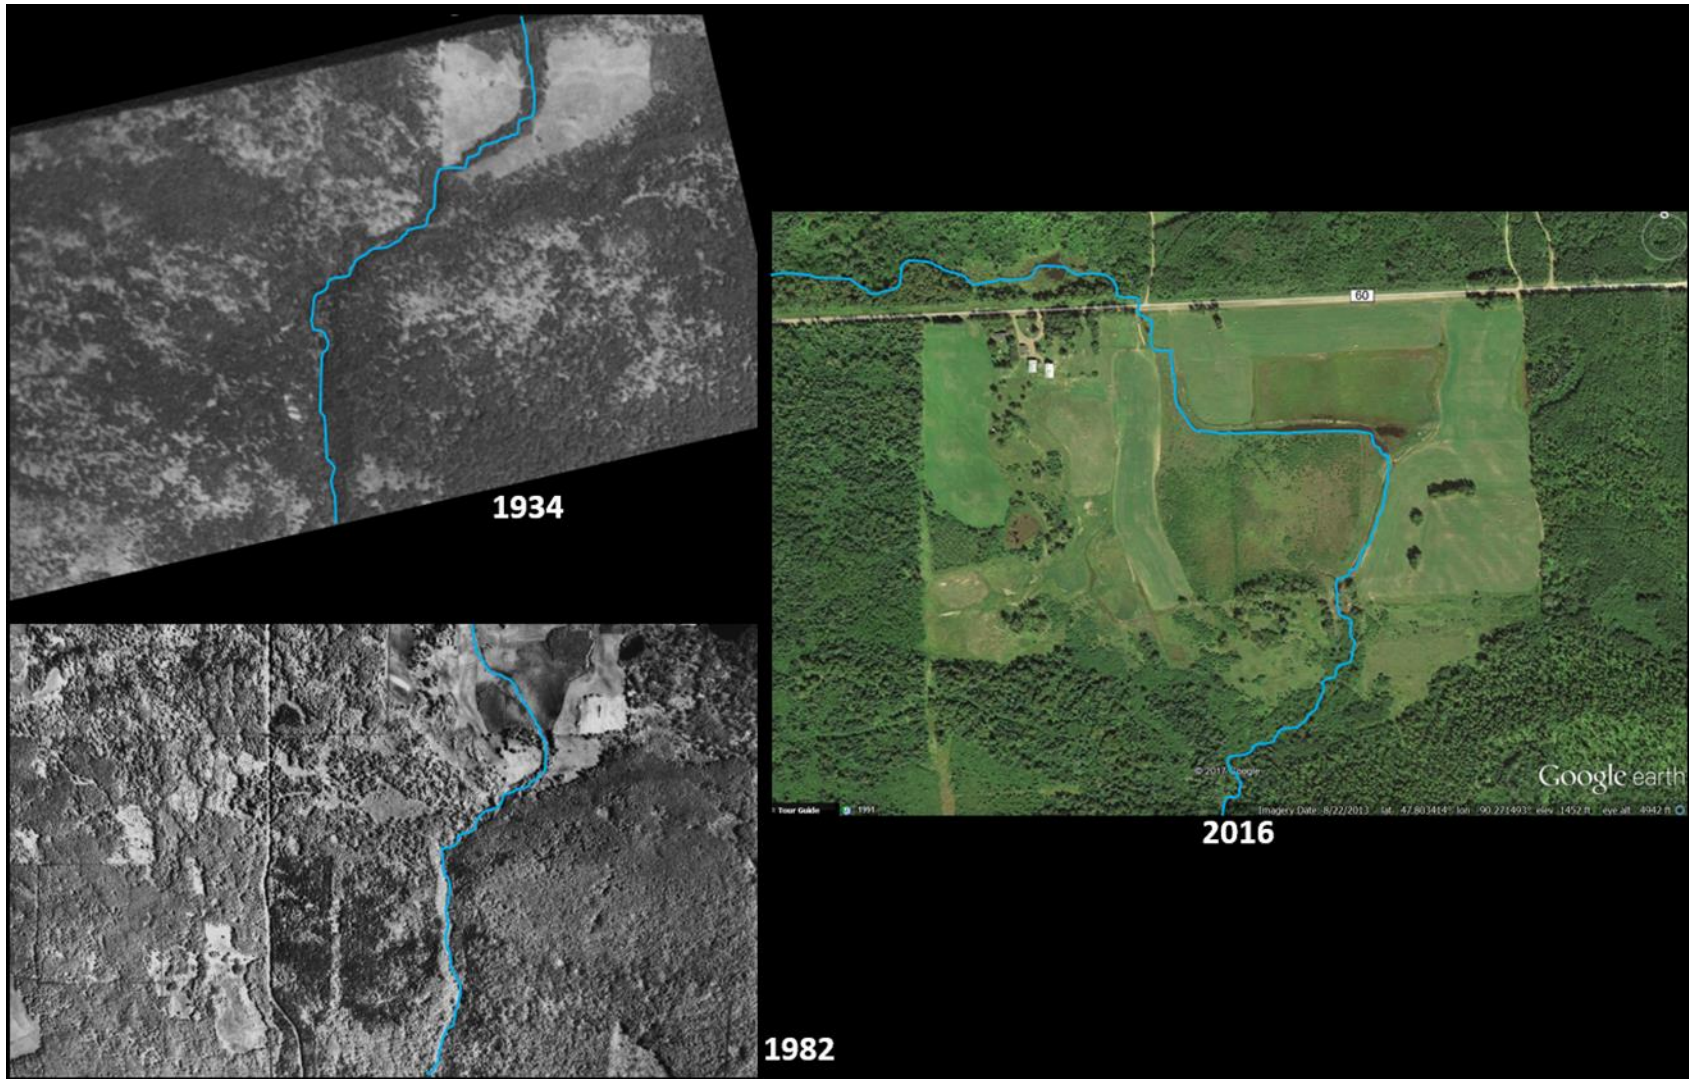 1934
60
© 2017 Google
Google earth
Tour Guide
1991
Imagery Date: 8/22/2013 lat 47.803414° lon -90.271493° elev 1452 ft eye alt 4942 ft
2016
1982